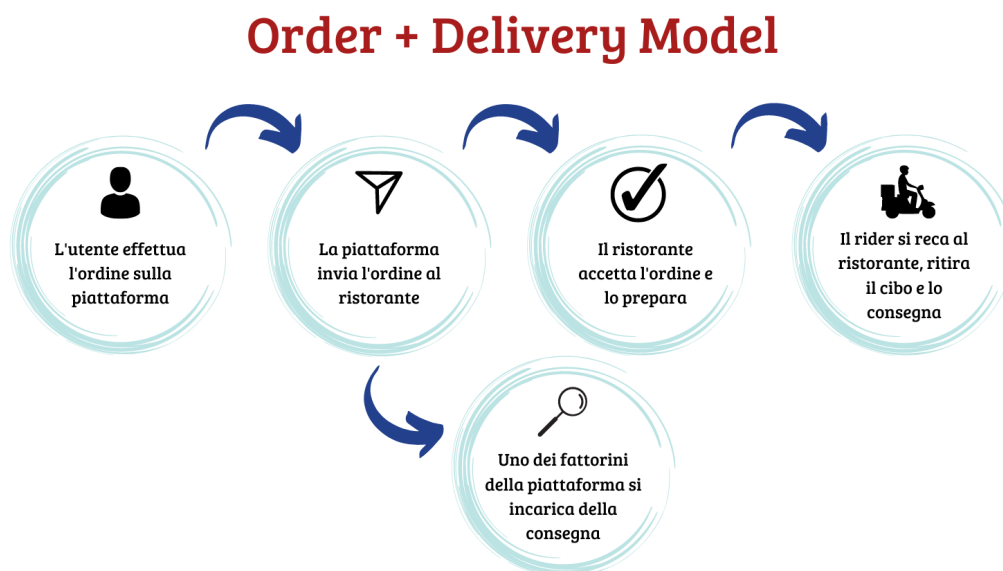 Order + Delivery Model
L'utente effettua
l'ordine sulla
piattaforma
La piattaforma
invia l'ordine al
ristorante
Il ristorante
accetta l'ordine e
lo prepara
Il rider si reca al
ristorante, ritira
il cibo e lo
consegna
Uno dei fattorini
della piattaforma si
incarica della
consegna